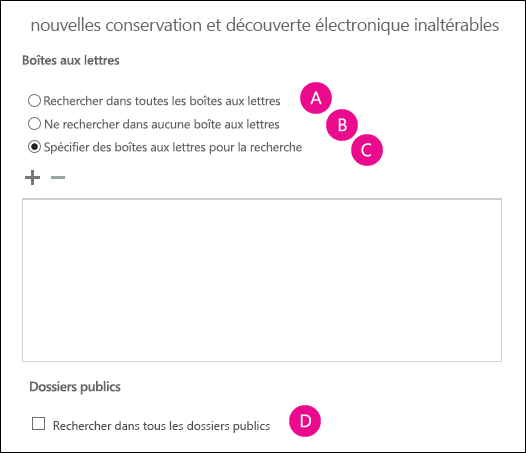 nouvelles conservation et découverte électronique inaltérables
Boîtes aux lettres
Rechercher dans toutes les boîtes aux lettres A
Ne rechercher dans aucune boîte aux lettres B
Spécifier des boîtes aux lettres pour la recherche C
Dossiers publics
Rechercher dans tous les dossiers publics D